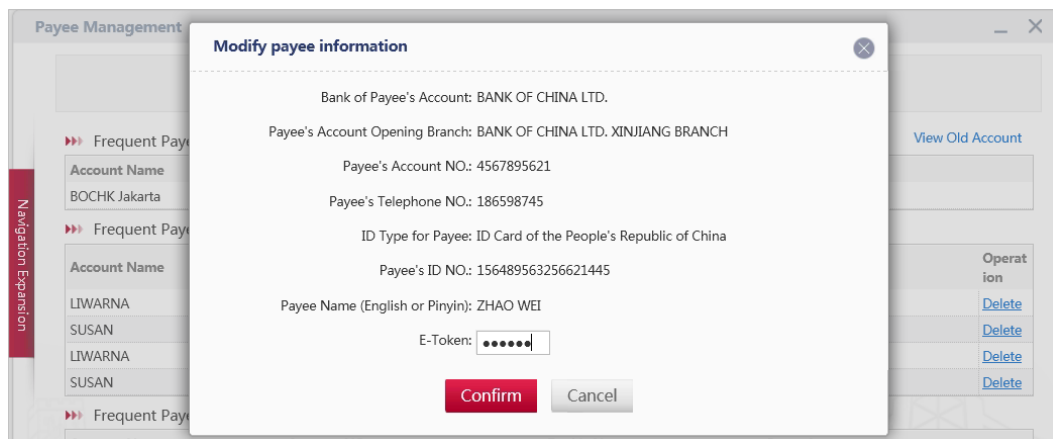 Payee Management
Modify payee information
Bank of Payee's Account: BANK OF CHINA LTD.
Payee's Account Opening Branch: BANK OF CHINA LTD. XINJIANG BRANCH
Payee's Account NO.: 4567895621
Payee's Telephone NO.: 186598745
ID Type for Payee: ID Card of the People's Republic of China
Payee's ID NO.: 156489563256621445
Payee Name (English or Pinyin): ZHAO WEI
E-Token: ●●●●●●
Confirm Cancel
Navigation Expansion
Frequent Paye
View Old Account
Account Name
BOCHK Jakarta
Frequent Paye
Account Name
Operat
ion
LIWARNA Delete
SUSAN Delete
LIWARNA Delete
SUSAN Delete
Frequent Paye